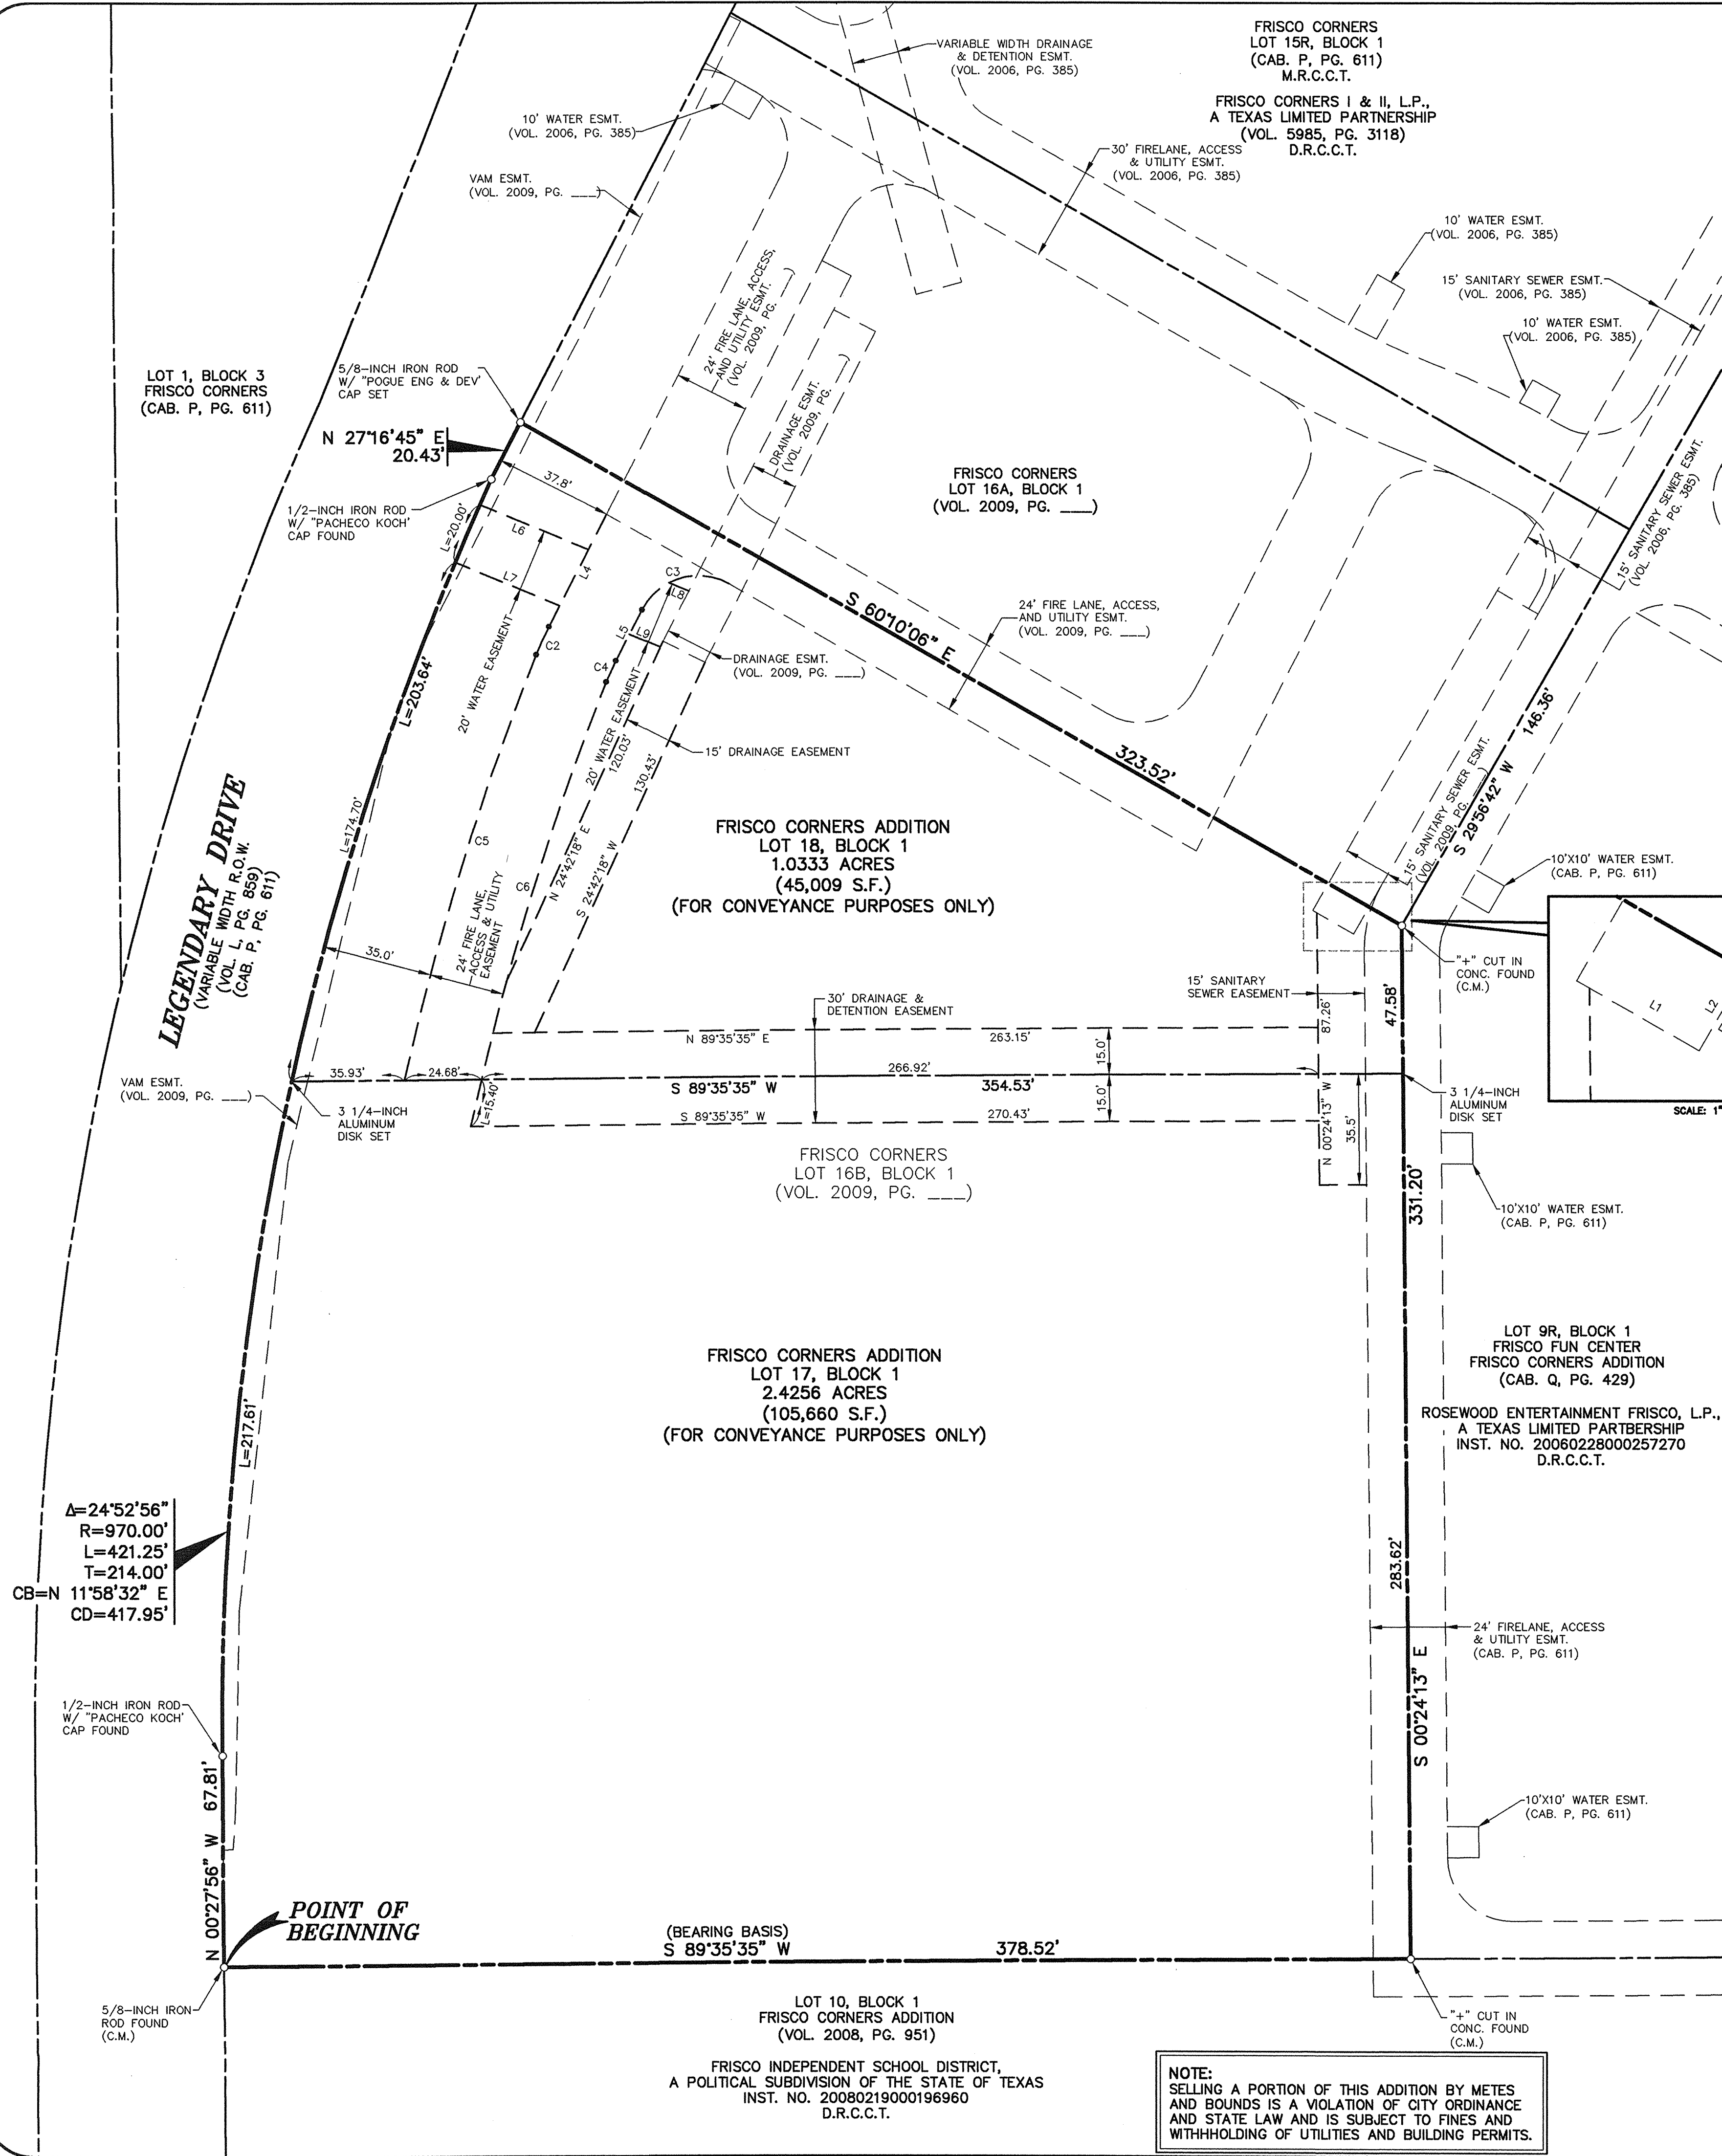 VARIABLE WIDTH DRAINAGE
& DETENTION ESMT.
(VOL. 2006, PG. 385)
FRISCO CORNERS
LOT 15R, BLOCK 1
(CAB. P, PG. 611)
M.R.C.C.T.
FRISCO CORNERS I & II, L.P.,
A TEXAS LIMITED PARTNERSHIP
(VOL. 5985, PG. 3118)
D.R.C.C.T.
10' WATER ESMT.
(VOL. 2006, PG. 385)
30' FIRELANE, ACCESS
& UTILITY ESMT.
(VOL. 2006, PG. 385)
VAM ESMT.
(VOL. 2009, PG. ___)
10' WATER ESMT.
(VOL. 2006, PG. 385)
15' SANITARY SEWER ESMT.
(VOL. 2006, PG. 385)
10' WATER ESMT.
(VOL. 2006, PG. 385)
24' FIRE LANE, ACCESS,
AND UTILITY ESMT.
(VOL. 2009, PG. ___)
DRAINAGE ESMT.
(VOL. 2009, PG. ___)
LOT 1, BLOCK 3
FRISCO CORNERS
(CAB. P, PG. 611)
5/8-INCH IRON ROD
W/ "POGUE ENG & DEV"
CAP SET
N 27°16'45" E
20.43'
37.8'
FRISCO CORNERS
LOT 16A, BLOCK 1
(VOL. 2009, PG. ___)
15' SANITARY SEWER ESMT.
(VOL. 2006, PG. 385)
1/2-INCH IRON ROD
W/ "PACHECO KOCH"
CAP FOUND
L=20.00'
L6
L7
L4
C3
L8
L5
L9
C2
C4
S 60°10'06" E
323.52'
24' FIRE LANE, ACCESS,
AND UTILITY ESMT.
(VOL. 2009, PG. ___)
DRAINAGE ESMT.
(VOL. 2009, PG. ___)
20' WATER EASEMENT
20' WATER EASEMENT
120.03'
130.43'
15' DRAINAGE EASEMENT
L=203.64'
L=174.70'
146.36'
S 29°56'42" W
15' SANITARY SEWER ESMT.
(VOL. 2009, PG. ___)
LEGENDARY DRIVE
(VARIABLE WIDTH R.O.W.
(VOL. L, PG. 859)
(CAB. P, PG. 611)
C5
C6
N 24°42'18" E
S 24°42'18" W
24' FIRE LANE,
ACCESS & UTILITY
EASEMENT
35.0'
FRISCO CORNERS ADDITION
LOT 18, BLOCK 1
1.0333 ACRES
(45,009 S.F.)
(FOR CONVEYANCE PURPOSES ONLY)
10'X10' WATER ESMT.
(CAB. P, PG. 611)
"+" CUT IN
CONC. FOUND
(C.M.)
L1
L2
SCALE: 1"
15' SANITARY
SEWER EASEMENT
87.26'
47.58'
30' DRAINAGE &
DETENTION EASEMENT
N 89°35'35" E
263.15'
15.0'
35.93'
24.68'
266.92'
S 89°35'35" W
354.53'
15.0'
L=15.40'
S 89°35'35" W
270.43'
N 00°24'13" W
35.5'
VAM ESMT.
(VOL. 2009, PG. ___)
3 1/4-INCH
ALUMINUM
DISK SET
3 1/4-INCH
ALUMINUM
DISK SET
FRISCO CORNERS
LOT 16B, BLOCK 1
(VOL. 2009, PG. ___)
331.20'
10'X10' WATER ESMT.
(CAB. P, PG. 611)
FRISCO CORNERS ADDITION
LOT 17, BLOCK 1
2.4256 ACRES
(105,660 S.F.)
(FOR CONVEYANCE PURPOSES ONLY)
LOT 9R, BLOCK 1
FRISCO FUN CENTER
FRISCO CORNERS ADDITION
(CAB. Q, PG. 429)
ROSEWOOD ENTERTAINMENT FRISCO, L.P.,
A TEXAS LIMITED PARTBERSHIP
INST. NO. 20060228000257270
D.R.C.C.T.
L=217.61'
Δ=24°52'56"
R=970.00'
L=421.25'
T=214.00'
CB=N 11°58'32" E
CD=417.95'
283.62'
S 00°24'13" E
24' FIRELANE, ACCESS
& UTILITY ESMT.
(CAB. P, PG. 611)
1/2-INCH IRON ROD
W/ "PACHECO KOCH"
CAP FOUND
N 00°27'56" W 67.81'
10'X10' WATER ESMT.
(CAB. P, PG. 611)
POINT OF
BEGINNING
(BEARING BASIS)
S 89°35'35" W
378.52'
5/8-INCH IRON
ROD FOUND
(C.M.)
LOT 10, BLOCK 1
FRISCO CORNERS ADDITION
(VOL. 2008, PG. 951)
FRISCO INDEPENDENT SCHOOL DISTRICT,
A POLITICAL SUBDIVISION OF THE STATE OF TEXAS
INST. NO. 20080219000196960
D.R.C.C.T.
"+" CUT IN
CONC. FOUND
(C.M.)
NOTE:
SELLING A PORTION OF THIS ADDITION BY METES
AND BOUNDS IS A VIOLATION OF CITY ORDINANCE
AND STATE LAW AND IS SUBJECT TO FINES AND
WITHHHOLDING OF UTILITIES AND BUILDING PERMITS.